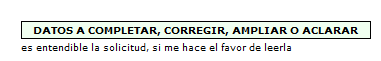 DATOS A COMPLETAR, CORREGIR, AMPLIAR O ACLARAR
es entendible la solicitud, si me hace el favor de leerla